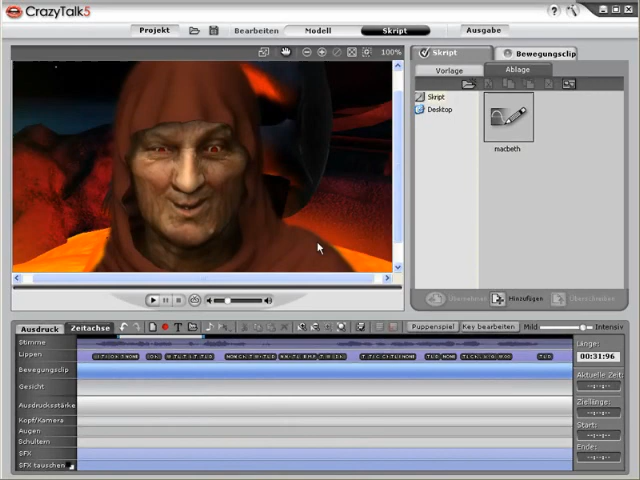 CrazyTalk5
?
Projekt
Bearbeiten
Modell
Skript
Ausgabe
100%
Skript
Bewegungsclip
Vorlage
Ablage
Skript
Desktop
macbeth
Hinzufügen
Überschreiben
Ausdruck
Zeitachse
Puppenspiel
Key bearbeiten
Mild
Intensiv
Stimme
Lippen
Bewegungsclip
Gesicht
Ausdrucksstärke
Kopf/Kamera
Augen
Schultern
SFX
SFX tauschen
Länge:
00:31:96
Aktuelle Zeit:
--:--:--
Ziellänge:
--:--:--
Start:
--:--:--
Ende:
--:--:--